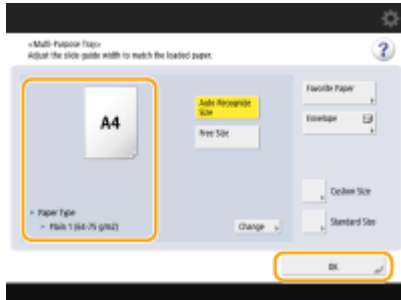 <Multi-Purpose Tray>
Adjust the slide guide width to match the loaded paper.
?
A4
Auto Recognize
Size
Free Size
Favorite Paper
Envelope
Custom Size
Standard Size
Paper Type
Plain 1 (64-75 g/m2)
Change
OK